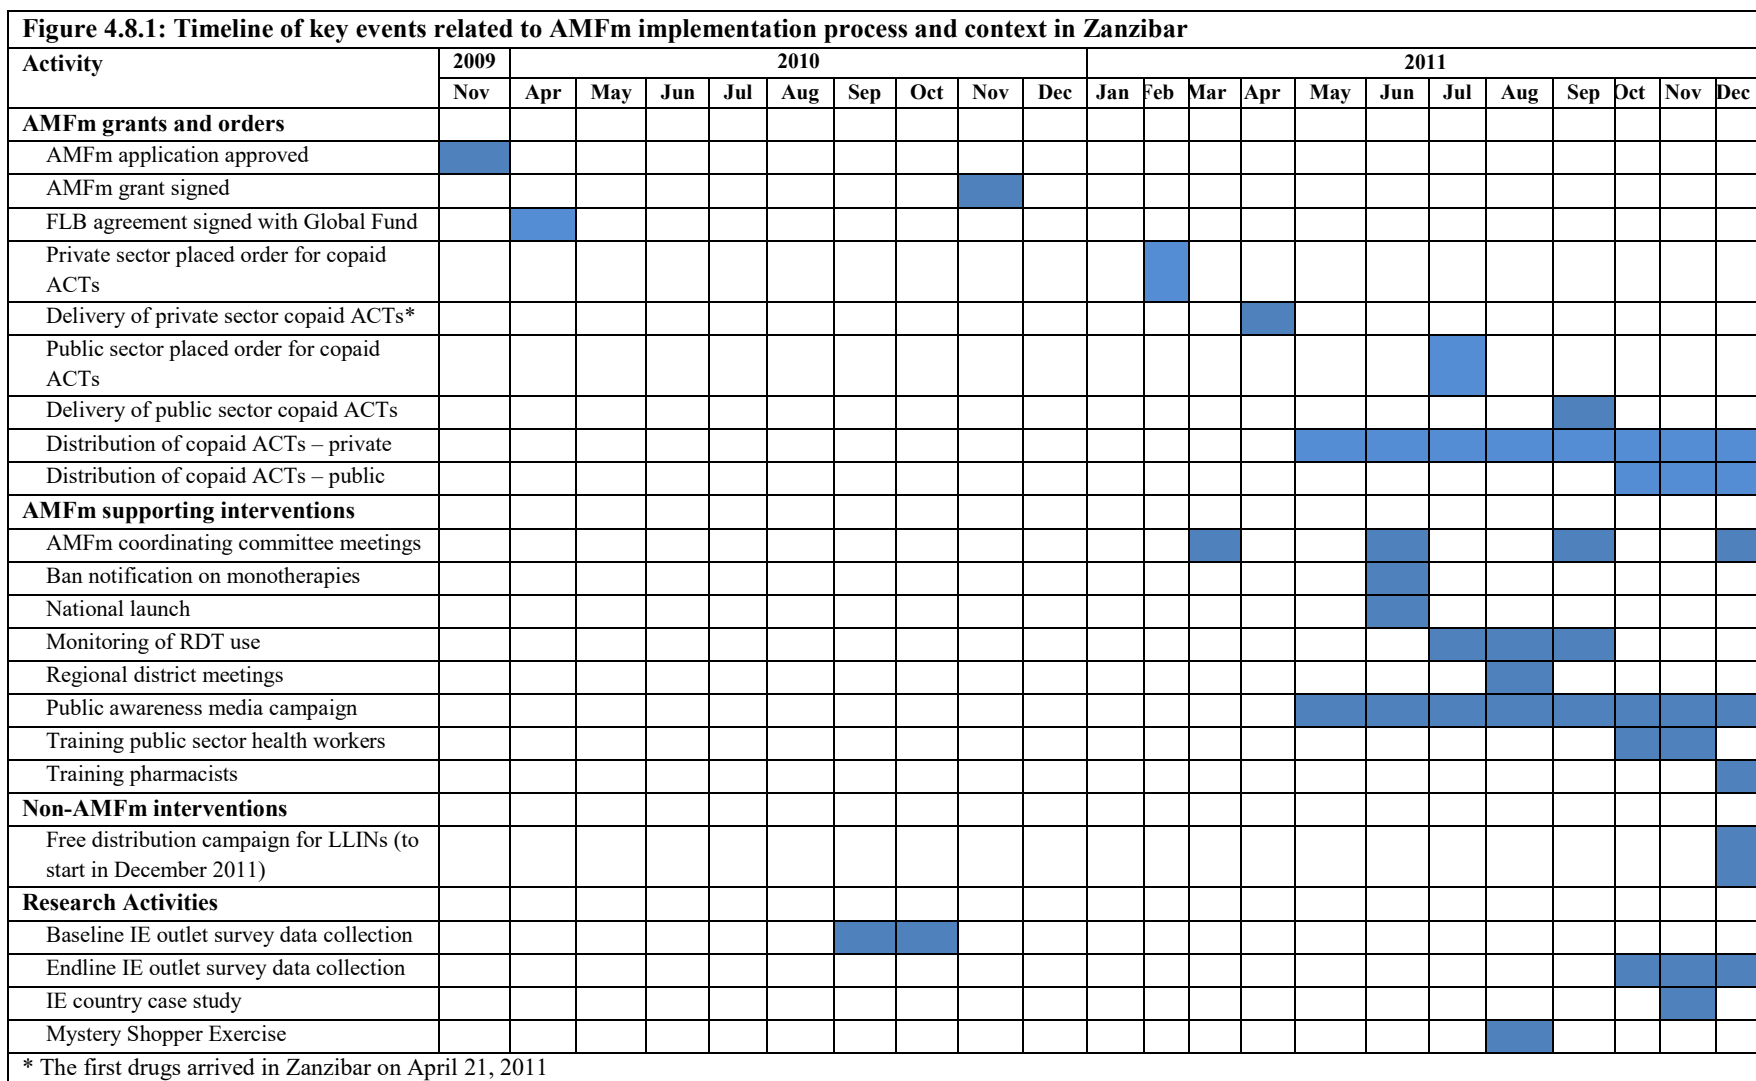 Figure 4.8.1: Timeline of key events related to AMFm implementation process and context in Zanzibar
Activity 2009 2010 2011
Nov Apr May Jun Jul Aug Sep Oct Nov Dec Jan Feb Mar Apr May Jun Jul Aug Sep Oct Nov Dec
AMFm grants and orders
AMFm application approved
AMFm grant signed
FLB agreement signed with Global Fund
Private sector placed order for copaid
ACTs
Delivery of private sector copaid ACTs*
Public sector placed order for copaid
ACTs
Delivery of public sector copaid ACTs
Distribution of copaid ACTs – private
Distribution of copaid ACTs – public
AMFm supporting interventions
AMFm coordinating committee meetings
Ban notification on monotherapies
National launch
Monitoring of RDT use
Regional district meetings
Public awareness media campaign
Training public sector health workers
Training pharmacists
Non-AMFm interventions
Free distribution campaign for LLINs (to
start in December 2011)
Research Activities
Baseline IE outlet survey data collection
Endline IE outlet survey data collection
IE country case study
Mystery Shopper Exercise
* The first drugs arrived in Zanzibar on April 21, 2011